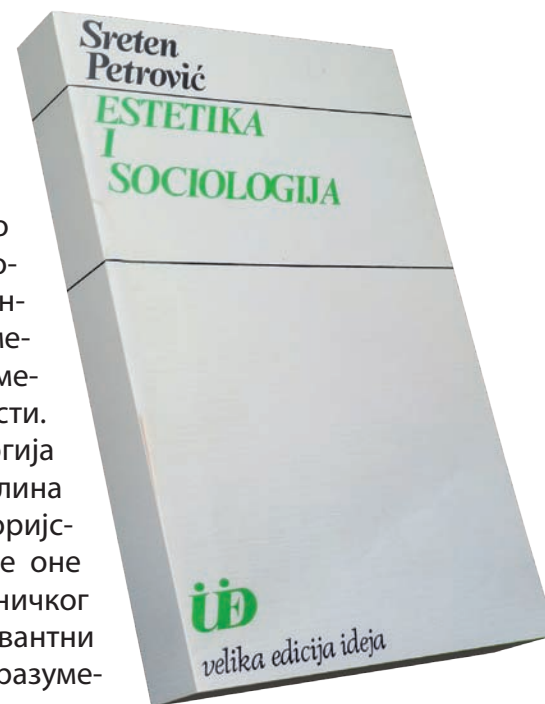 Sreten
Petrović
ESTETIKA
I
SOCIOLOGIJA
velika edicija ideja
о
о-
н-
ме-
ме-
сти.
гија
лина
оријс-
е оне
ничког
вантни
разуме-